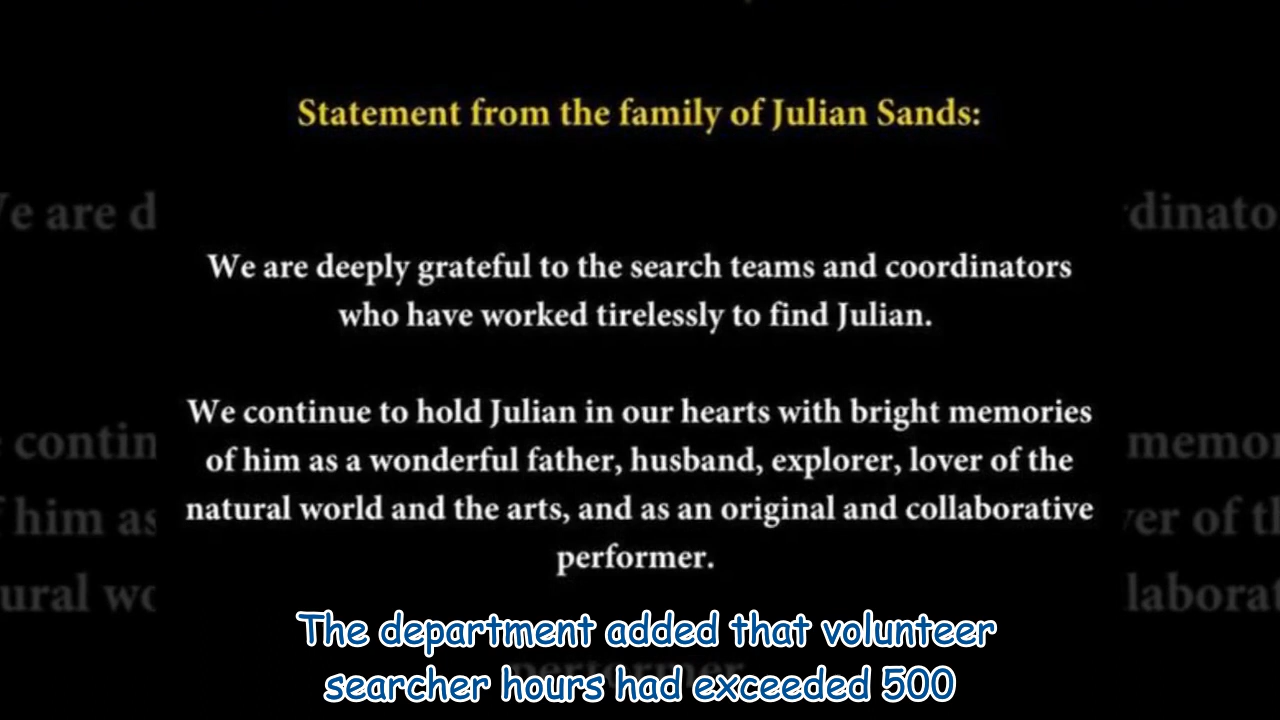 Statement from the family of Julian Sands:
We are deeply grateful to the search teams and coordinators
who have worked tirelessly to find Julian.
We continue to hold Julian in our hearts with bright memories
of him as a wonderful father, husband, explorer, lover of the
natural world and the arts, and as an original and collaborative
performer.
The department added that volunteer
searcher hours had exceeded 500